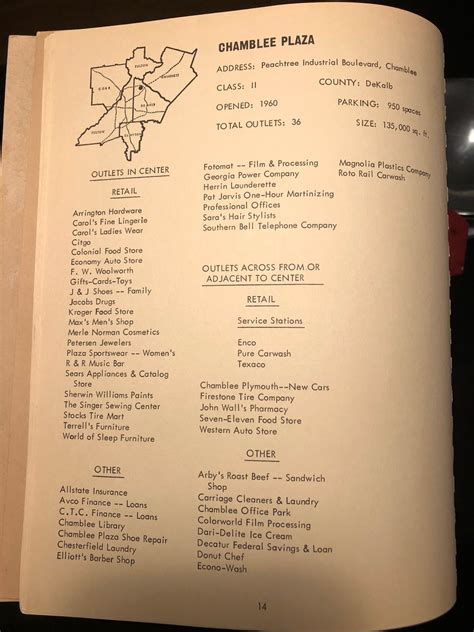 CHAMBLEE PLAZA
ADDRESS: Peachtree Industrial Boulevard, Chamblee
CLASS: II
COUNTY: DeKalb
OPENED: 1960
PARKING: 950 spaces
TOTAL OUTLETS: 36
SIZE: 135,000 sq. ft.
FULTON
COBB
GWINNETT
DE KALB
FULTON
CLAYTON
OUTLETS IN CENTER
RETAIL
Arrington Hardware
Carol's Fine Lingerie
Carol's Ladies Wear
Citgo
Colonial Food Store
Economy Auto Store
F. W. Woolworth
Gifts-Cards-Toys
J & J Shoes -- Family
Jacobs Drugs
Kroger Food Store
Max's Men's Shop
Merle Norman Cosmetics
Petersen Jewelers
Plaza Sportswear -- Women's
R & R Music Bar
Sears Appliances & Catalog
Store
Sherwin Williams Paints
The Singer Sewing Center
Stocks Tire Mart
Terrell's Furniture
World of Sleep Furniture
OTHER
Allstate Insurance
Avco Finance -- Loans
C.T.C. Finance -- Loans
Chamblee Library
Chamblee Plaza Shoe Repair
Chesterfield Laundry
Elliott's Barber Shop
Fotomat -- Film & Processing
Georgia Power Company
Herrin Launderette
Pat Jarvis One-Hour Martinizing
Professional Offices
Sara's Hair Stylists
Southern Bell Telephone Company
Magnolia Plastics Company
Roto Rail Carwash
OUTLETS ACROSS FROM OR
ADJACENT TO CENTER
RETAIL
Service Stations
Enco
Pure Carwash
Texaco
Chamblee Plymouth--New Cars
Firestone Tire Company
John Wall's Pharmacy
Seven-Eleven Food Store
Western Auto Store
OTHER
Arby's Roast Beef -- Sandwich
Shop
Carriage Cleaners & Laundry
Chamblee Office Park
Colorworld Film Processing
Dari-Delite Ice Cream
Decatur Federal Savings & Loan
Donut Chef
Econo-Wash
14